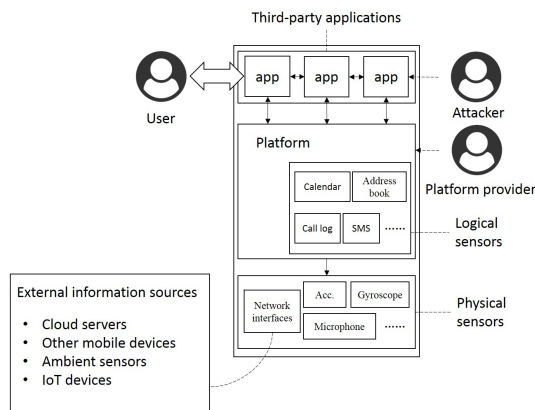 Third-party applications
app app app
User
Attacker
Platform
Platform provider
Calendar
Address
book
Call log
SMS
......
Logical
sensors
External information sources
• Cloud servers
• Other mobile devices
• Ambient sensors
• IoT devices
Network
interfaces
Acc.
Gyroscope
Microphone
......
Physical
sensors